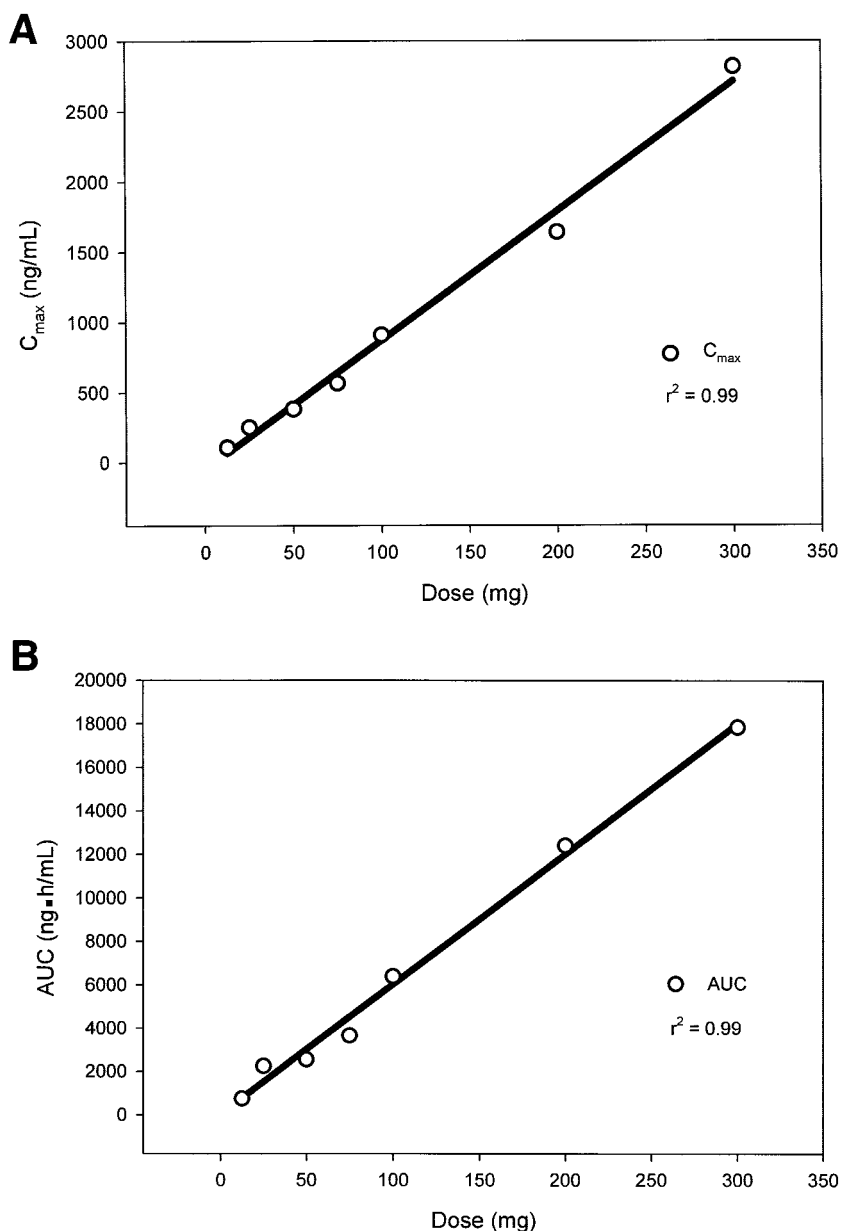 A
3000
2500
2000
1500
1000
500
0
C_max (ng/mL)
C_max
r² = 0.99
0 50 100 150 200 250 300 350
Dose (mg)
B
20000
18000
16000
14000
12000
10000
8000
6000
4000
2000
0
AUC (ng▪h/mL)
AUC
r² = 0.99
0 50 100 150 200 250 300 350
Dose (mg)